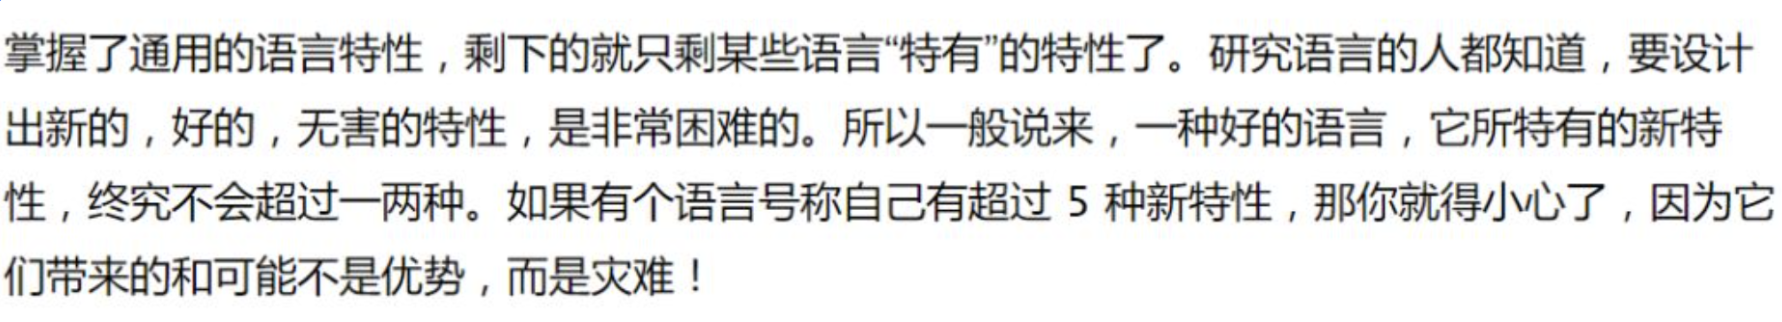 掌握了通用的语言特性，剩下的就只剩某些语言“特有”的特性了。研究语言的人都知道，要设计
出新的，好的，无害的特性，是非常困难的。所以一般说来，一种好的语言，它所特有的新特
性，终究不会超过一两种。如果有个语言号称自己有超过 5 种新特性，那你就得小心了，因为它
们带来的和可能不是优势，而是灾难！